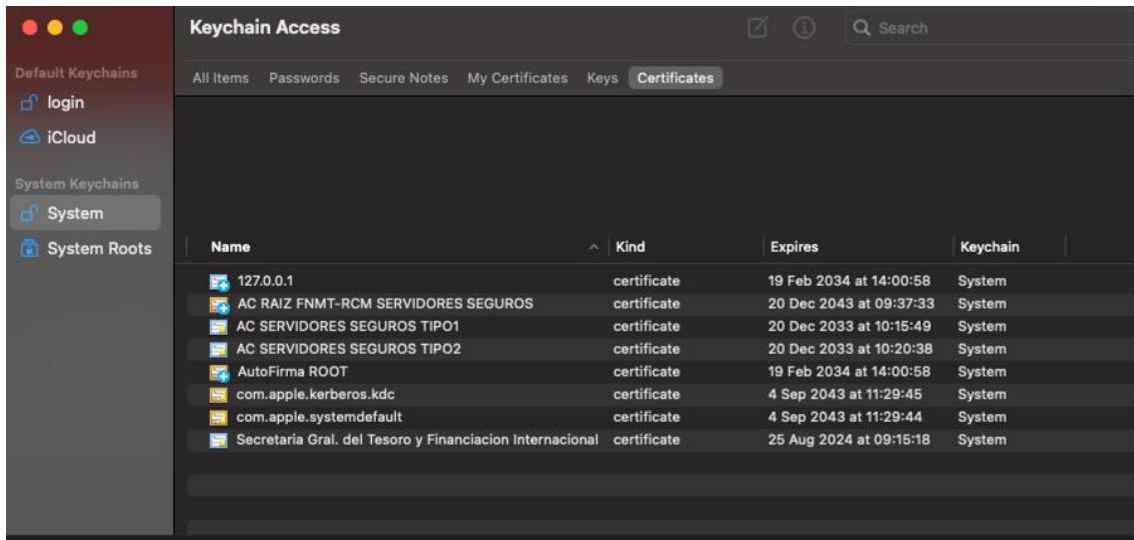 Keychain Access
Search
Default Keychains
All Items Passwords Secure Notes My Certificates Keys Certificates
login
iCloud
System Keychains
System
System Roots
Name Kind Expires Keychain
127.0.0.1 certificate 19 Feb 2034 at 14:00:58 System
AC RAIZ FNMT-RCM SERVIDORES SEGUROS certificate 20 Dec 2043 at 09:37:33 System
AC SERVIDORES SEGUROS TIPO1 certificate 20 Dec 2033 at 10:15:49 System
AC SERVIDORES SEGUROS TIPO2 certificate 20 Dec 2033 at 10:20:38 System
AutoFirma ROOT certificate 19 Feb 2034 at 14:00:58 System
com.apple.kerberos.kdc certificate 4 Sep 2043 at 11:29:45 System
com.apple.systemdefault certificate 4 Sep 2043 at 11:29:44 System
Secretaria Gral. del Tesoro y Financiacion Internacional certificate 25 Aug 2024 at 09:15:18 System